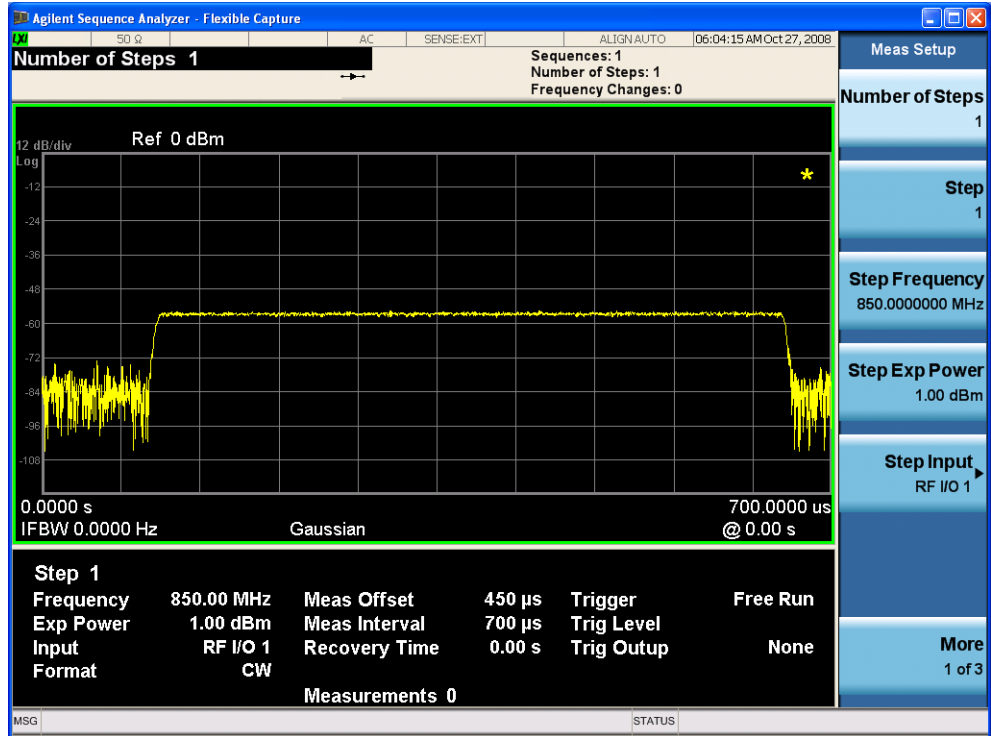 Agilent Sequence Analyzer - Flexible Capture
LXI 50 Ω AC SENSE:EXT ALIGN AUTO 06:04:15 AM Oct 27, 2008
Number of Steps 1
Sequences: 1
Number of Steps: 1
Frequency Changes: 0
Ref 0 dBm
12 dB/div
Log
-12
-24
-36
-48
-60
-72
-84
-96
-108
*
0.0000 s 700.0000 us
IFBW 0.0000 Hz Gaussian @ 0.00 s
Step 1
Frequency 850.00 MHz Meas Offset 450 µs Trigger Free Run
Exp Power 1.00 dBm Meas Interval 700 µs Trig Level
Input RF I/O 1 Recovery Time 0.00 s Trig Outup None
Format CW
Measurements 0
MSG STATUS
Meas Setup
Number of Steps
1
Step
1
Step Frequency
850.0000000 MHz
Step Exp Power
1.00 dBm
Step Input
RF I/O 1
More
1 of 3